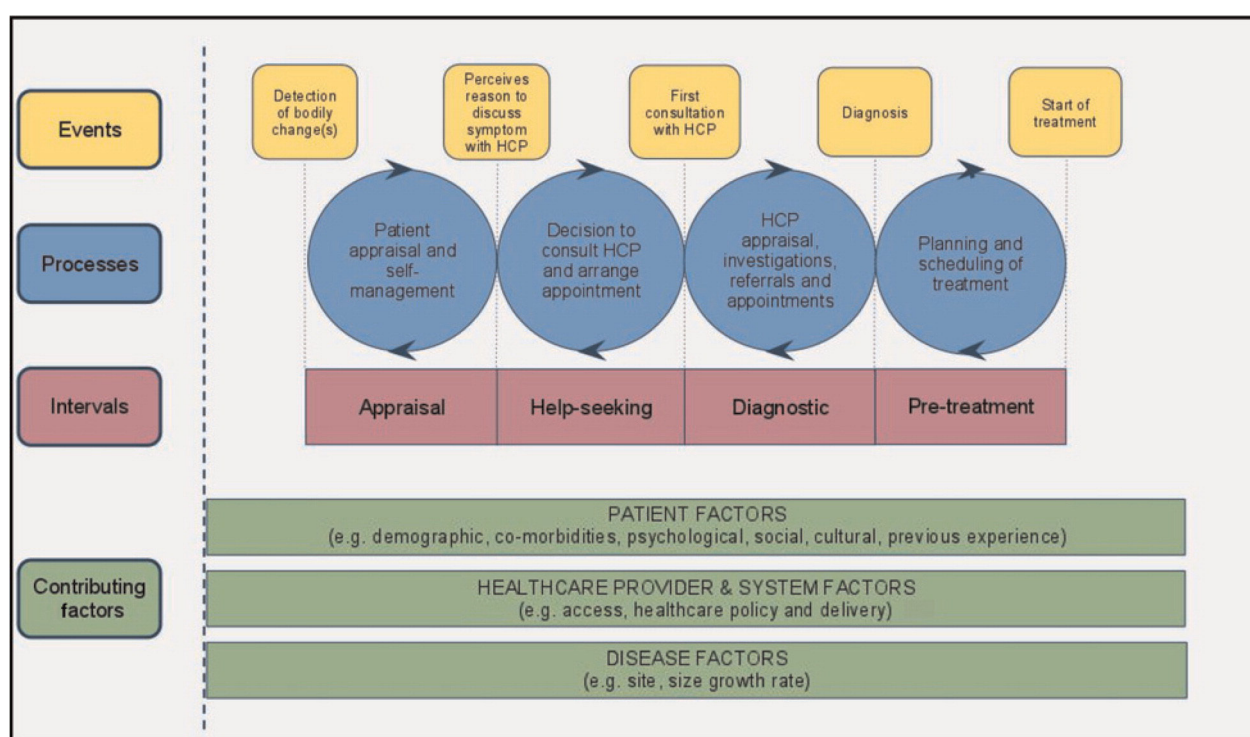 Events
Detection
of bodily
change(s)
Perceives
reason to
discuss
symptom
with HCP
First
consultation
with HCP
Diagnosis
Start of
treatment
Processes
Patient
appraisal and
self-
management
Decision to
consult HCP
and arrange
appointment
HCP
appraisal,
investigations,
referrals and
appointments
Planning and
scheduling of
treatment
Intervals
Appraisal
Help-seeking
Diagnostic
Pre-treatment
Contributing
factors
PATIENT FACTORS
(e.g. demographic, co-morbidities, psychological, social, cultural, previous experience)
HEALTHCARE PROVIDER & SYSTEM FACTORS
(e.g. access, healthcare policy and delivery)
DISEASE FACTORS
(e.g. site, size growth rate)